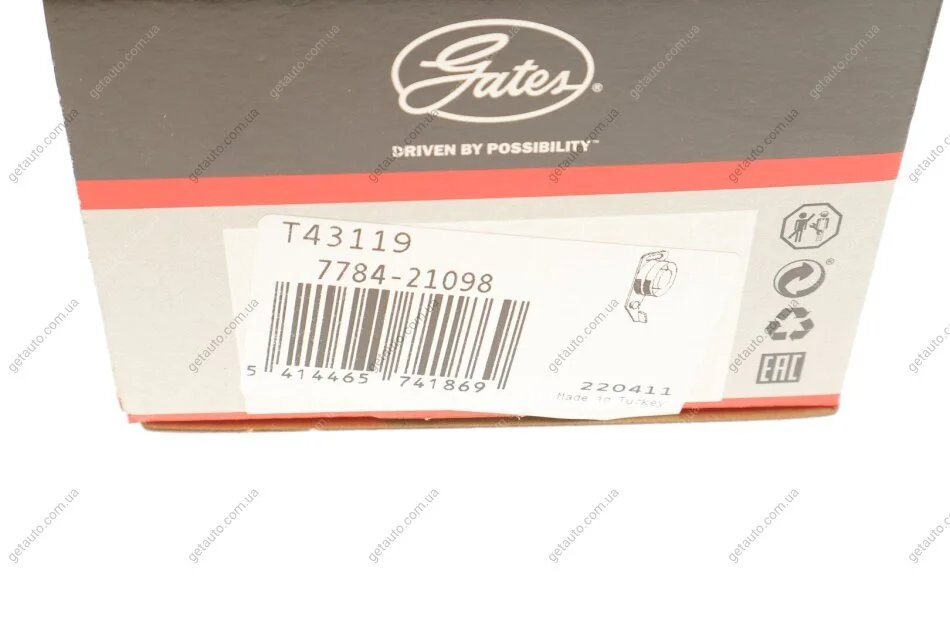 Gates®
DRIVEN BY POSSIBILITY™
T43119
7784-21098
5 414465 741869
220411
Made in Turkey
EAC
getauto.com.ua